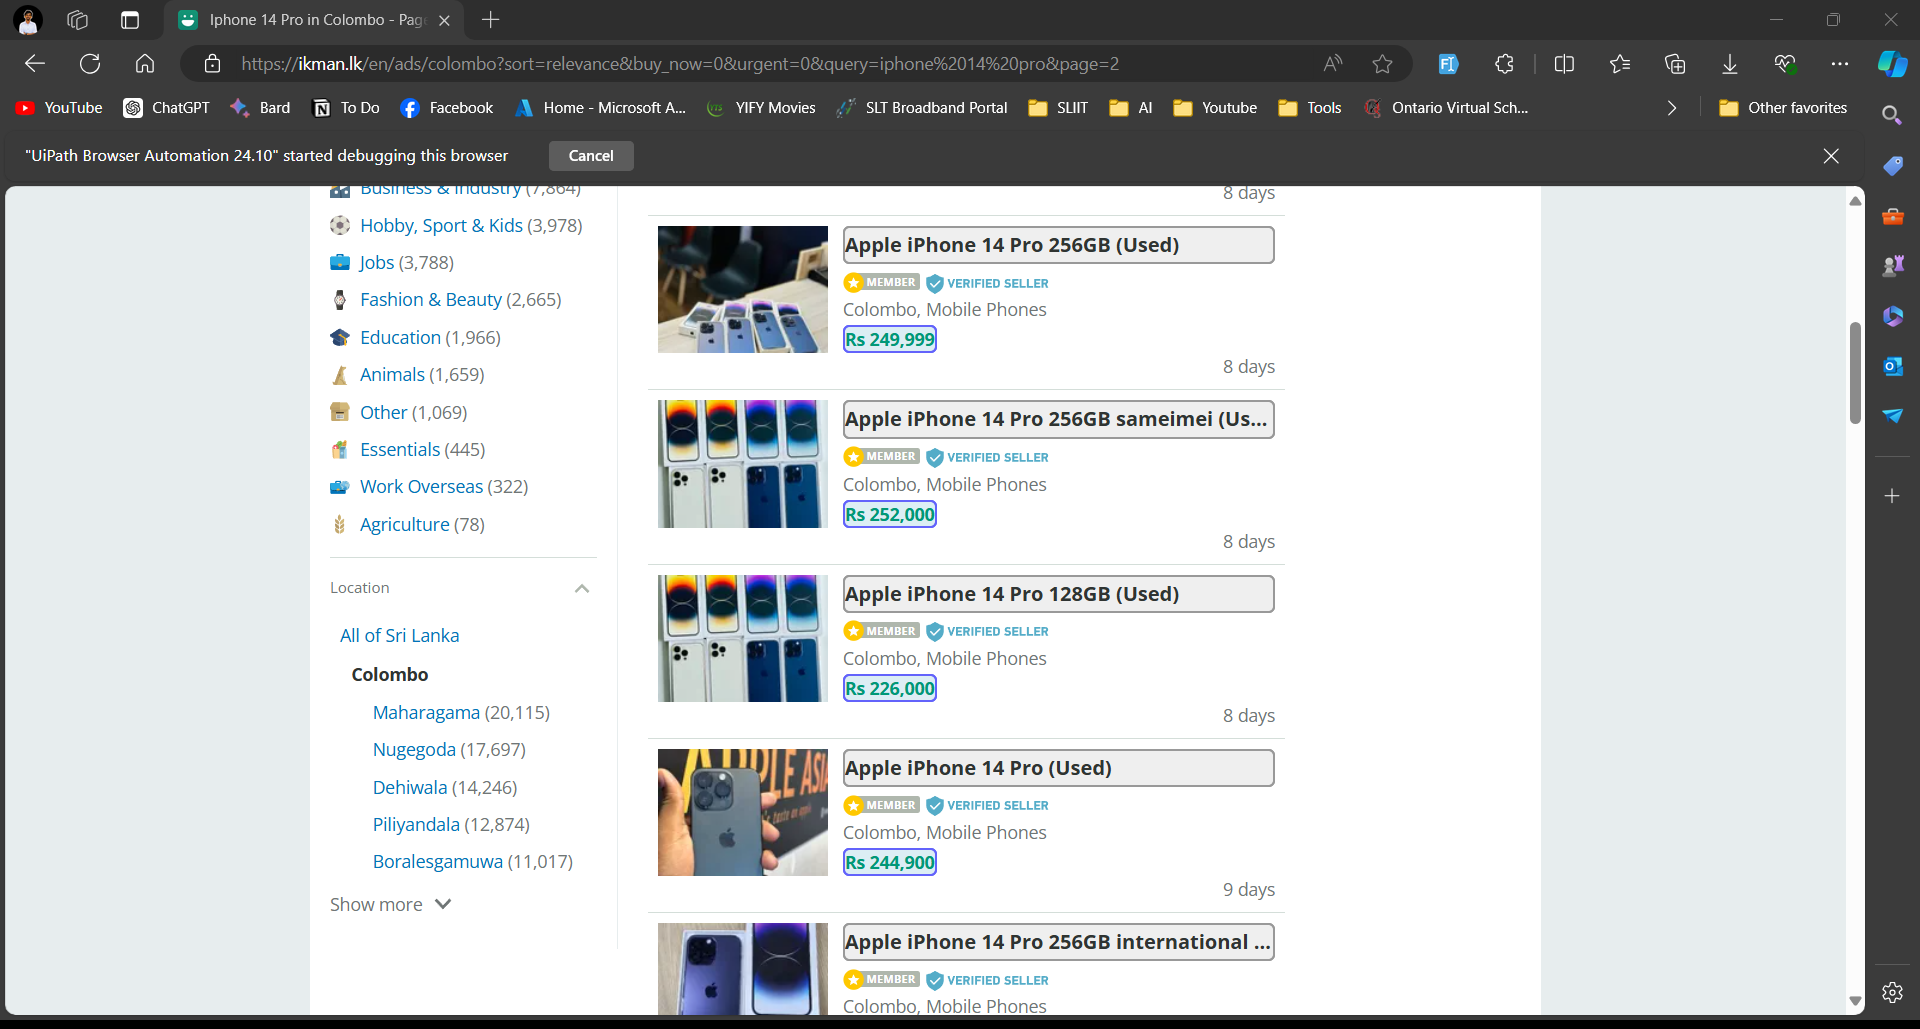 Iphone 14 Pro in Colombo - Pag
https://ikman.lk/en/ads/colombo?sort=relevance&buy_now=0&urgent=0&query=iphone%2014%20pro&page=2
YouTube ChatGPT Bard To Do Facebook Home - Microsoft A... YIFY Movies SLT Broadband Portal SLIIT AI Youtube Tools Ontario Virtual Sch... Other favorites
"UiPath Browser Automation 24.10" started debugging this browser Cancel
Business & Industry (7,864)
Hobby, Sport & Kids (3,978)
Jobs (3,788)
Fashion & Beauty (2,665)
Education (1,966)
Animals (1,659)
Other (1,069)
Essentials (445)
Work Overseas (322)
Agriculture (78)
Location
All of Sri Lanka
Colombo
Maharagama (20,115)
Nugegoda (17,697)
Dehiwala (14,246)
Piliyandala (12,874)
Boralesgamuwa (11,017)
Show more
8 days
Apple iPhone 14 Pro 256GB (Used)
MEMBER VERIFIED SELLER
Colombo, Mobile Phones
Rs 249,999
8 days
Apple iPhone 14 Pro 256GB sameimei (Us...
MEMBER VERIFIED SELLER
Colombo, Mobile Phones
Rs 252,000
8 days
Apple iPhone 14 Pro 128GB (Used)
MEMBER VERIFIED SELLER
Colombo, Mobile Phones
Rs 226,000
8 days
Apple iPhone 14 Pro (Used)
MEMBER VERIFIED SELLER
Colombo, Mobile Phones
Rs 244,900
9 days
Apple iPhone 14 Pro 256GB international ...
MEMBER VERIFIED SELLER
Colombo, Mobile Phones